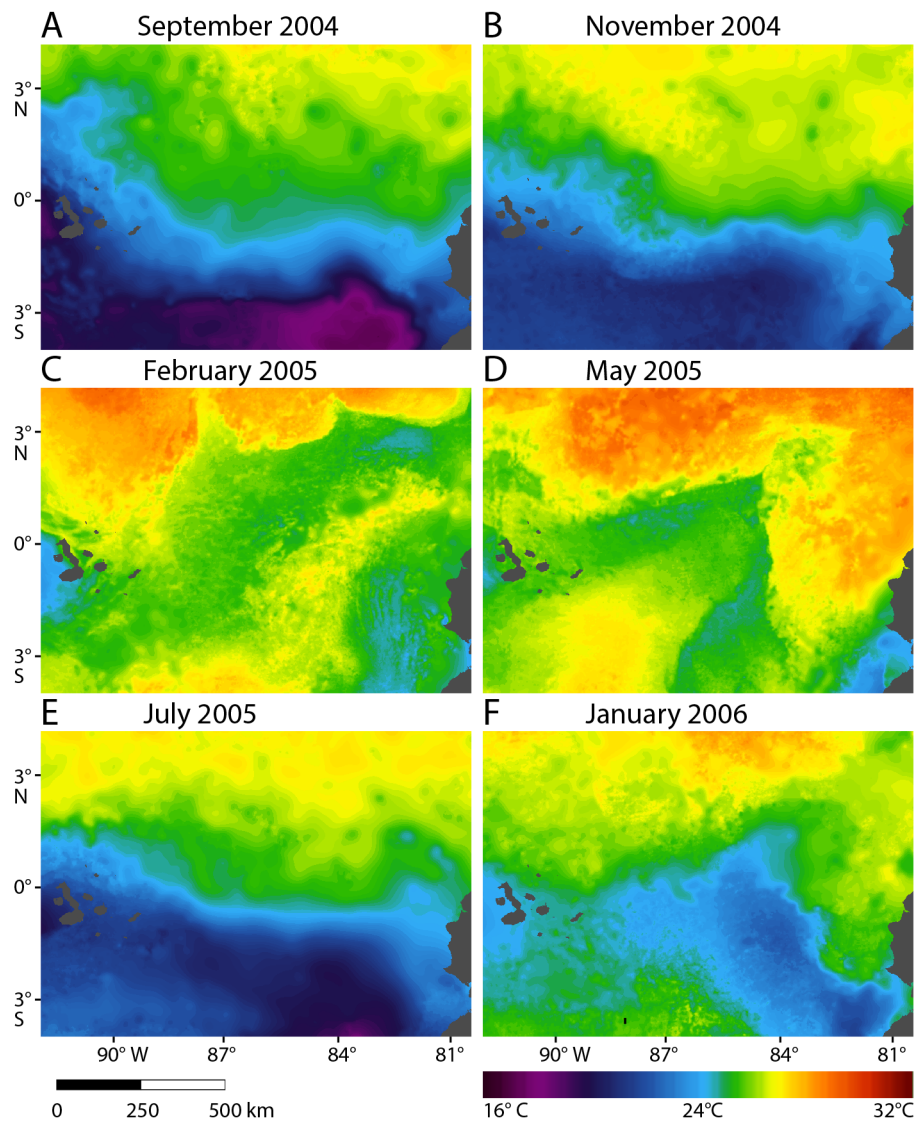 A September 2004
B November 2004
3°
N
0°
3°
S
C February 2005
D May 2005
3°
N
0°
3°
S
E July 2005
F January 2006
3°
N
0°
3°
S
90° W 87° 84° 81° 90° W 87° 84° 81°
0 250 500 km
16° C 24°C 32°C